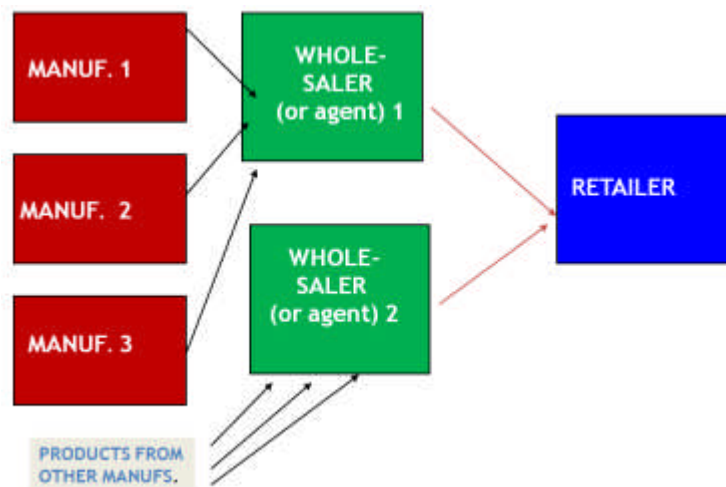 MANUF. 1
WHOLE-
SALER
(or agent) 1
MANUF. 2
RETAILER
WHOLE-
SALER
(or agent) 2
MANUF. 3
PRODUCTS FROM
OTHER MANUFS.